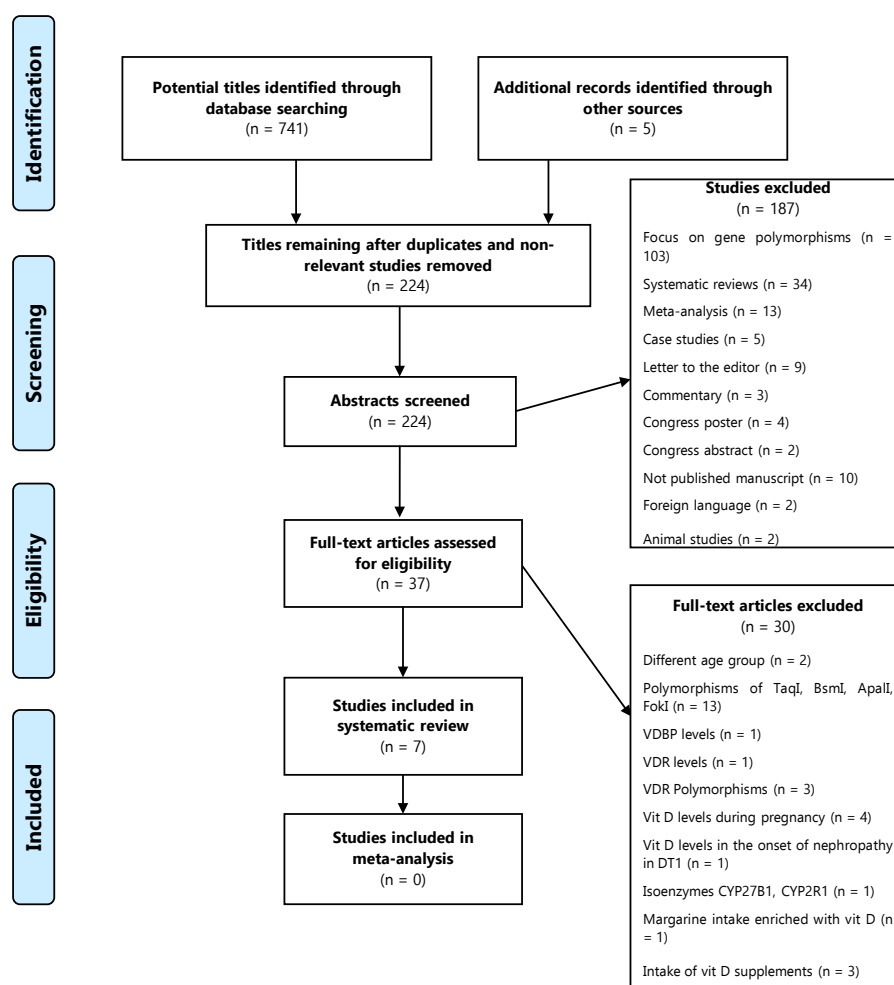 Identification
Potential titles identified through
database searching
(n = 741)
Additional records identified through
other sources
(n = 5)
Titles remaining after duplicates and non-
relevant studies removed
(n = 224)
Studies excluded
(n = 187)
Focus on gene polymorphisms (n =
103)
Systematic reviews (n = 34)
Meta-analysis (n = 13)
Case studies (n = 5)
Letter to the editor (n = 9)
Commentary (n = 3)
Congress poster (n = 4)
Congress abstract (n = 2)
Not published manuscript (n = 10)
Foreign language (n = 2)
Animal studies (n = 2)
Screening
Abstracts screened
(n = 224)
Eligibility
Full-text articles assessed
for eligibility
(n = 37)
Full-text articles excluded
(n = 30)
Different age group (n = 2)
Polymorphisms of TaqI, BsmI, ApalI,
FokI (n = 13)
VDBP levels (n = 1)
VDR levels (n = 1)
VDR Polymorphisms (n = 3)
Vit D levels during pregnancy (n = 4)
Vit D levels in the onset of nephropathy
in DT1 (n = 1)
Isoenzymes CYP27B1, CYP2R1 (n = 1)
Margarine intake enriched with vit D (n
= 1)
Intake of vit D supplements (n = 3)
Included
Studies included in
systematic review
(n = 7)
Studies included in
meta-analysis
(n = 0)